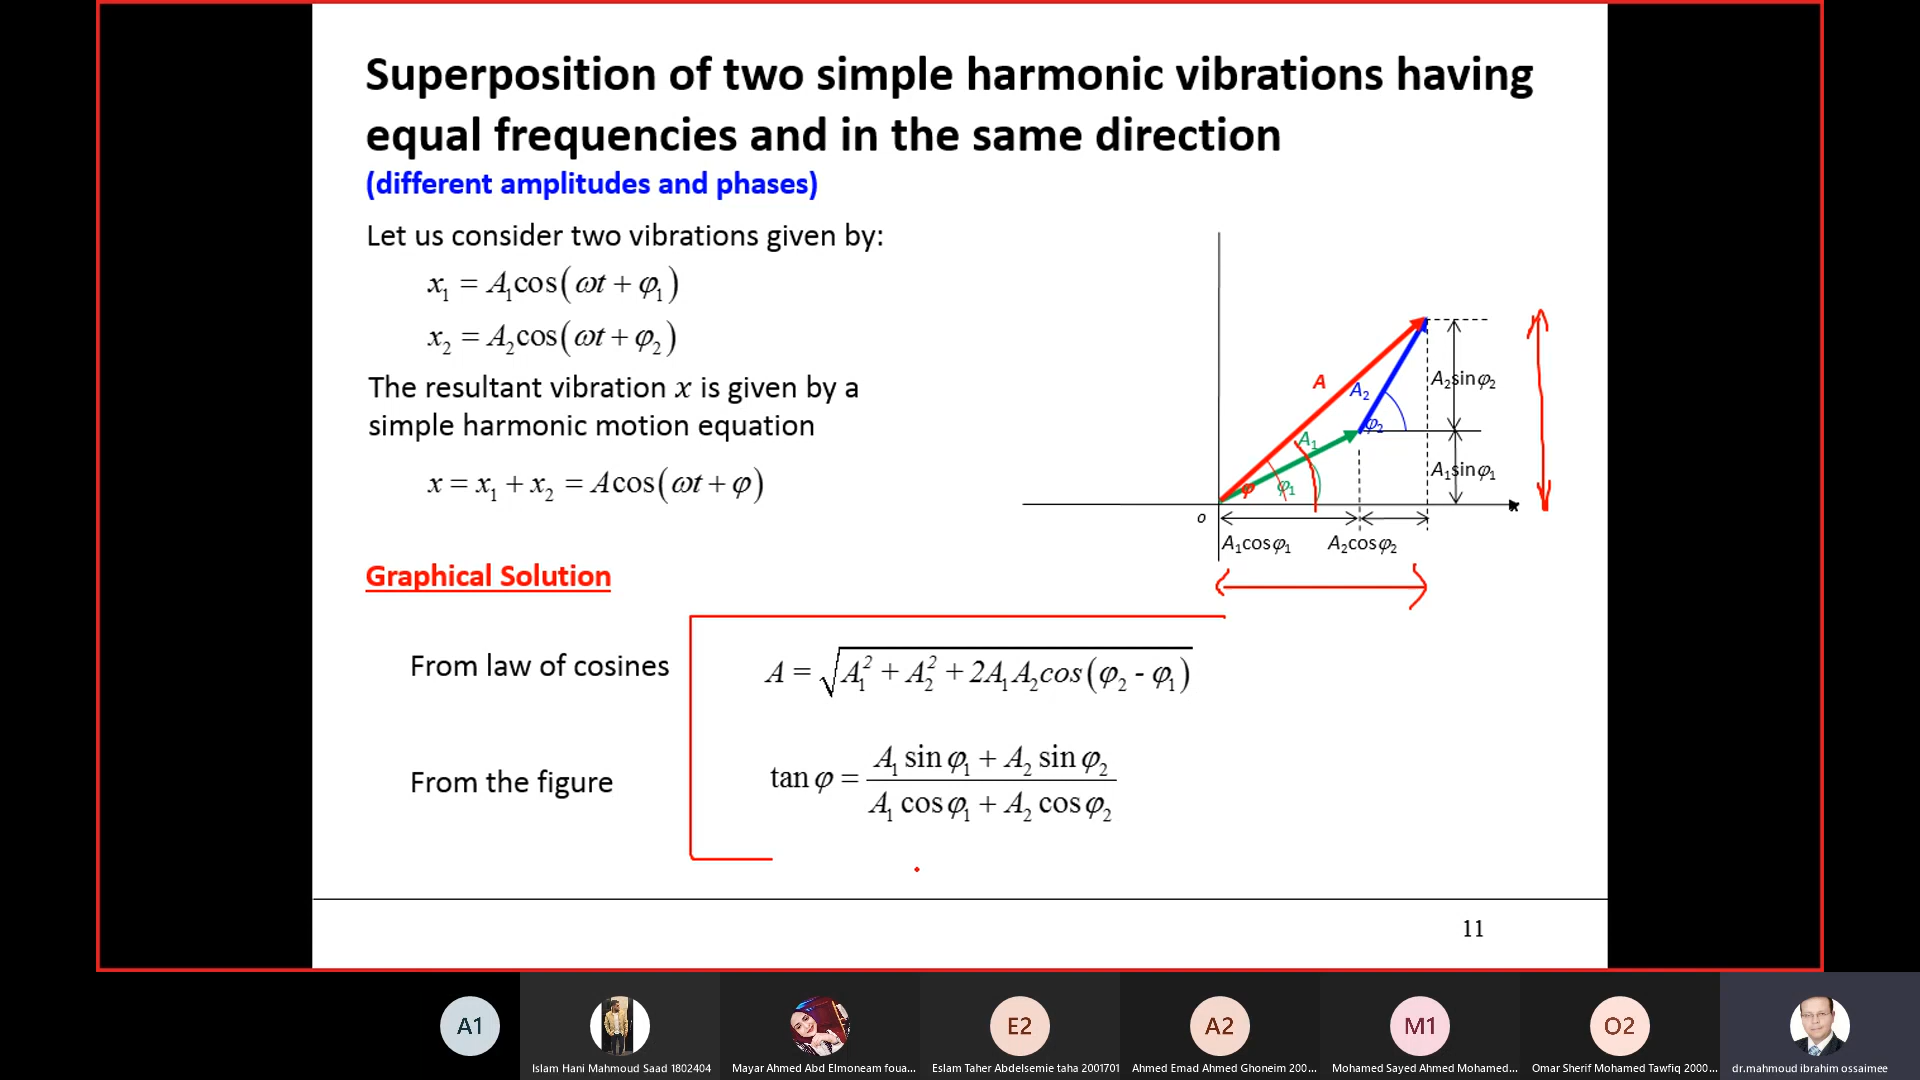 Superposition of two simple harmonic vibrations having
equal frequencies and in the same direction
(different amplitudes and phases)
Let us consider two vibrations given by:
x₁ = A₁cos(ωt + φ₁)
x₂ = A₂cos(ωt + φ₂)
The resultant vibration x is given by a
simple harmonic motion equation
x = x₁ + x₂ = Acos(ωt + φ)
A
A₂
A₂sinφ₂
φ₂
A₁
A₁sinφ₁
φ
φ₁
o
x
A₁cosφ₁
A₂cosφ₂
Graphical Solution
From law of cosines
A = √(A₁² + A₂² + 2A₁A₂cos(φ₂ - φ₁))
From the figure
tan φ = (A₁ sin φ₁ + A₂ sin φ₂) / (A₁ cos φ₁ + A₂ cos φ₂)
11
A1
E2
A2
M1
O2
Islam Hani Mahmoud Saad 1802404
Mayar Ahmed Abd Elmoneam foua...
Eslam Taher Abdelsemie taha 2001701
Ahmed Emad Ahmed Ghoneim 200...
Mohamed Sayed Ahmed Mohamed...
Omar Sherif Mohamed Tawfiq 2000...
dr.mahmoud ibrahim ossaimee